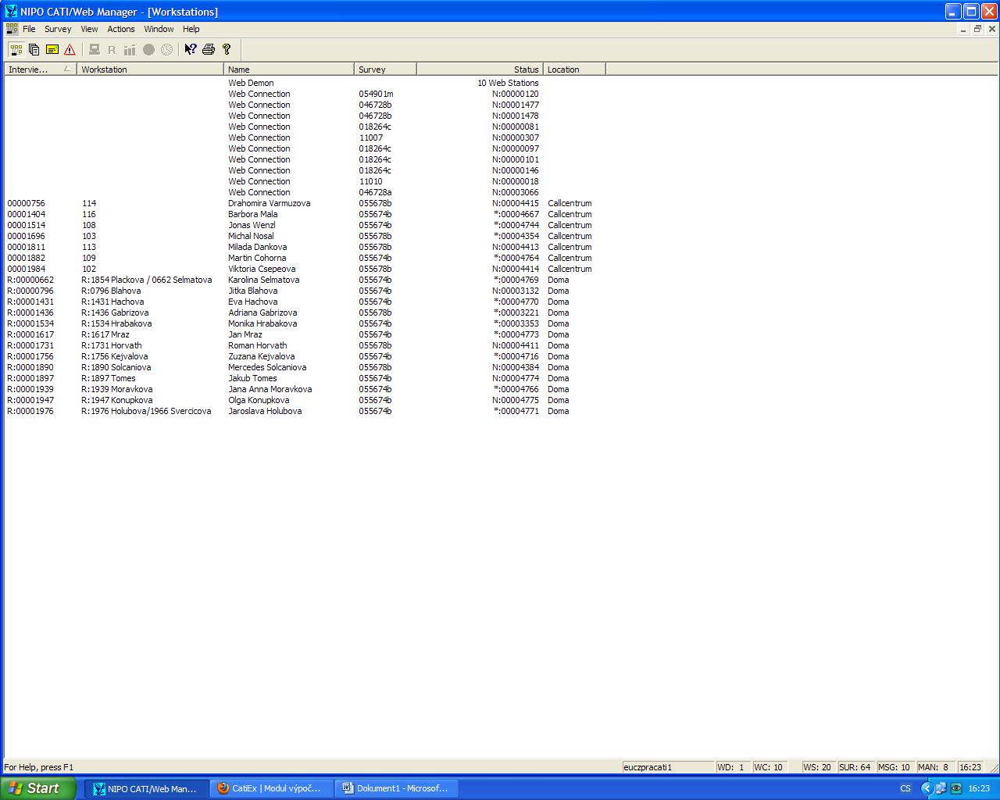 NIPO CATI/Web Manager - [Workstations]
File Survey View Actions Window Help
Intervie... Workstation Name Survey Status Location
Web Demon 10 Web Stations
Web Connection 054901m N:00000120
Web Connection 046728b N:00001477
Web Connection 046728b N:00001478
Web Connection 018264c N:00000081
Web Connection 11007 N:00000307
Web Connection 018264c N:00000097
Web Connection 018264c N:00000101
Web Connection 018264c N:00000146
Web Connection 11010 N:00000018
Web Connection 046728a N:00003066
00000756 114 Drahomira Varmuzova 055678b N:00004415 Callcentrum
00001404 116 Barbora Mala 055674b *:00004667 Callcentrum
00001514 108 Jonas Wenzl 055674b *:00004744 Callcentrum
00001696 103 Michal Nosal 055678b *:00004354 Callcentrum
00001811 113 Milada Dankova 055678b N:00004413 Callcentrum
00001882 109 Martin Cohorna 055674b *:00004764 Callcentrum
00001984 102 Viktoria Csepeova 055678b N:00004414 Callcentrum
R:00000662 R:1854 Plackova / 0662 Selmatova Karolina Selmatova 055674b *:00004769 Doma
R:00000796 R:0796 Blahova Jitka Blahova 055674b N:00003132 Doma
R:00001431 R:1431 Hachova Eva Hachova 055674b *:00004770 Doma
R:00001436 R:1436 Gabrizova Adriana Gabrizova 055678b *:00003221 Doma
R:00001534 R:1534 Hrabakova Monika Hrabakova 055674b *:00003353 Doma
R:00001617 R:1617 Mraz Jan Mraz 055674b *:00004773 Doma
R:00001731 R:1731 Horvath Roman Horvath 055678b N:00004411 Doma
R:00001756 R:1756 Kejvalova Zuzana Kejvalova 055674b *:00004716 Doma
R:00001890 R:1890 Solcaniova Mercedes Solcaniova 055678b N:00004384 Doma
R:00001897 R:1897 Tomes Jakub Tomes 055674b N:00004774 Doma
R:00001939 R:1939 Moravkova Jana Anna Moravkova 055674b *:00004766 Doma
R:00001947 R:1947 Konupkova Olga Konupkova 055674b N:00004775 Doma
R:00001976 R:1976 Holubova/1966 Svercicova Jaroslava Holubova 055674b *:00004771 Doma
For Help, press F1 euczpracati1 WD: 1 WC: 10 WS: 20 SUR: 64 MSG: 10 MAN: 8 16:23
Start NIPO CATI/Web Man... CatiEx | Modul výpoč... Dokument1 - Microsof... CS 16:23